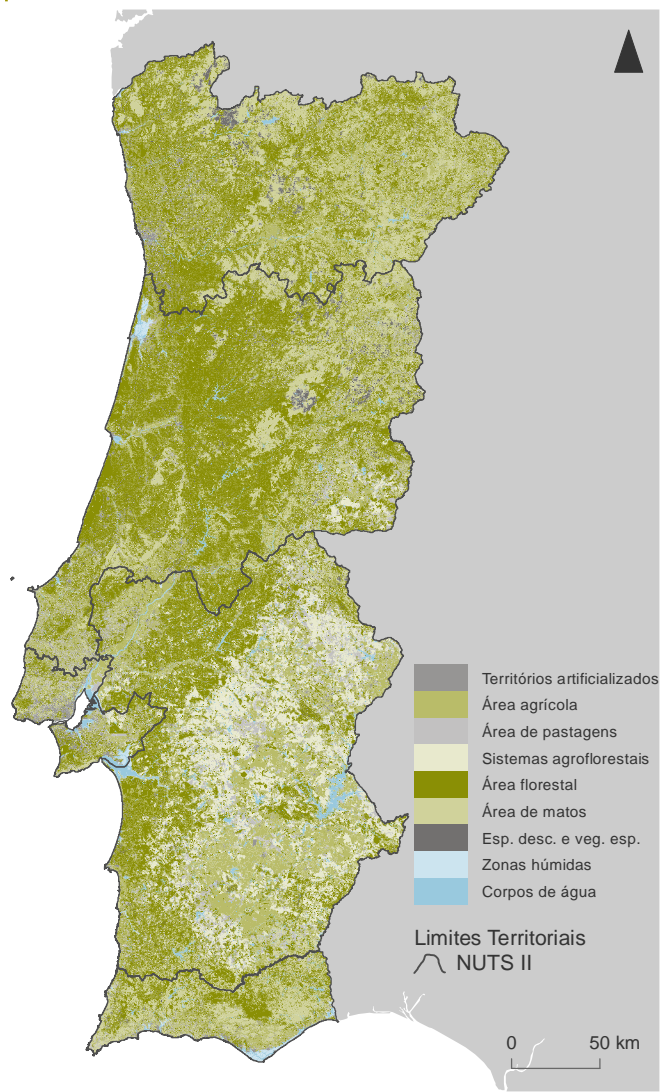 Territórios artificializados
Área agrícola
Área de pastagens
Sistemas agroflorestais
Área florestal
Área de matos
Esp. desc. e veg. esp.
Zonas húmidas
Corpos de água
Limites Territoriais
NUTS II
0 50 km